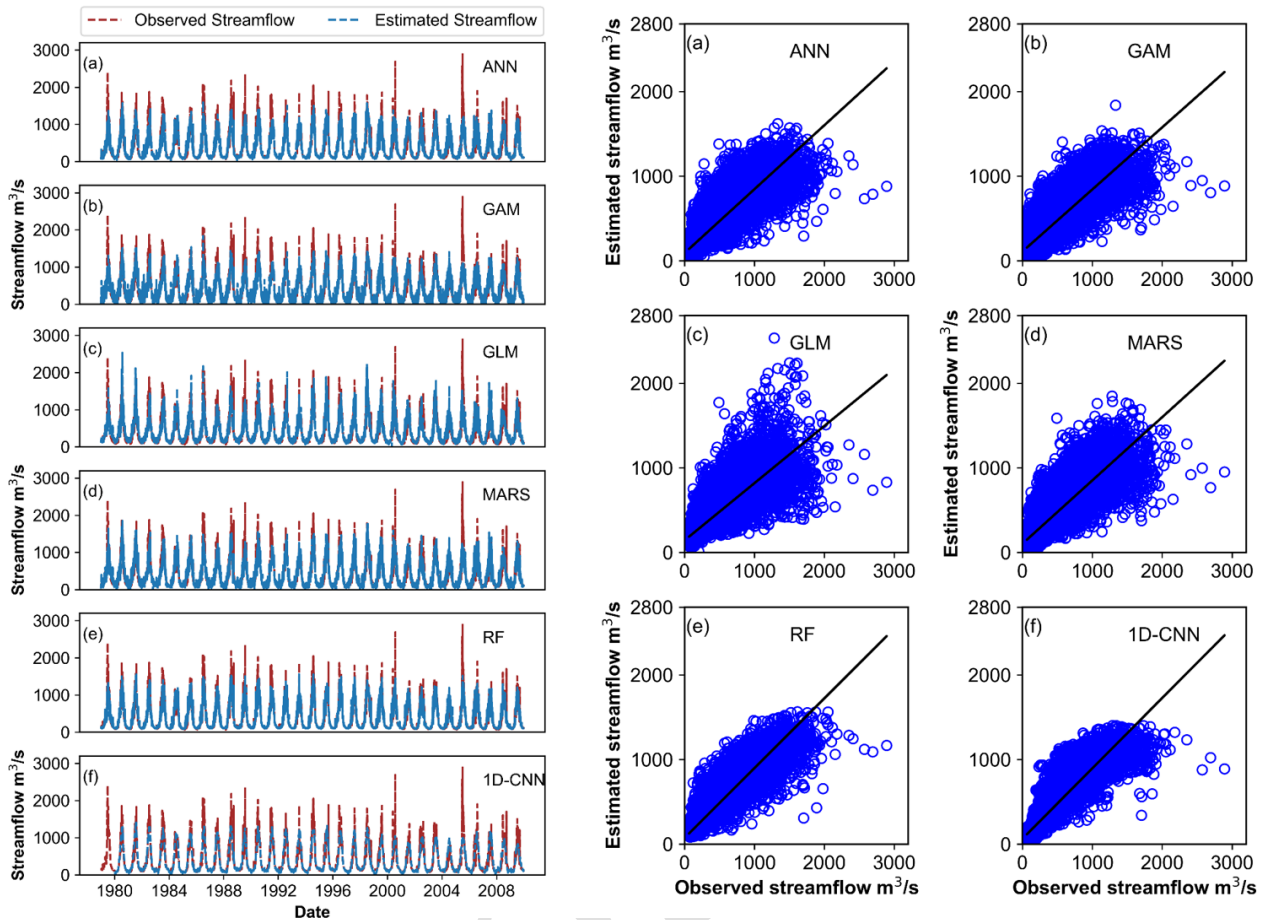 Observed Streamflow Estimated Streamflow
3000
2000
1000
0
(a)
ANN
3000
2000
1000
0
(b)
GAM
3000
2000
1000
0
(c)
GLM
3000
2000
1000
0
(d)
MARS
3000
2000
1000
0
(e)
RF
3000
2000
1000
0
(f)
1D-CNN
1980 1984 1988 1992 1996 2000 2004 2008
Date
Streamflow m³/s
Streamflow m³/s
Streamflow m³/s
(a)
ANN
2800
2000
1000
0
0 1000 2000 3000
Estimated streamflow m³/s
(b)
GAM
2800
2000
1000
0
0 1000 2000 3000
(c)
GLM
2800
2000
1000
0
0 1000 2000 3000
Estimated streamflow m³/s
(d)
MARS
2800
2000
1000
0
0 1000 2000 3000
Estimated streamflow m³/s
(e)
RF
2800
2000
1000
0
0 1000 2000 3000
Estimated streamflow m³/s
Observed streamflow m³/s
(f)
1D-CNN
2800
2000
1000
0
0 1000 2000 3000
Observed streamflow m³/s